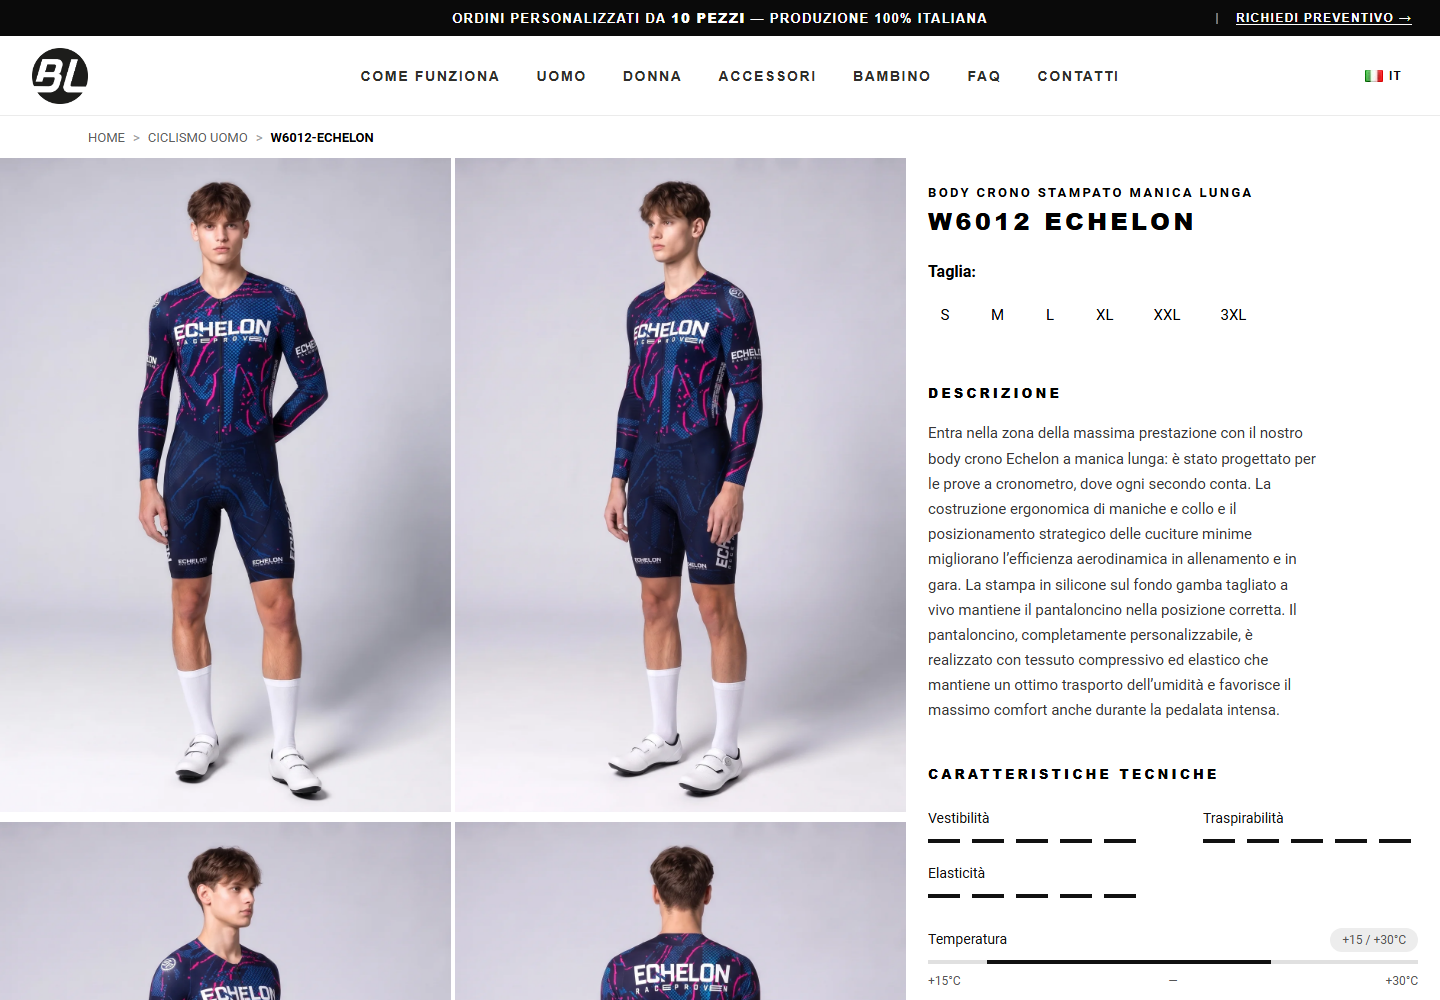 ORDINI PERSONALIZZATI DA 10 PEZZI — PRODUZIONE 100% ITALIANA
| RICHIEDI PREVENTIVO →
BL
COME FUNZIONA UOMO DONNA ACCESSORI BAMBINO FAQ CONTATTI
IT
HOME > CICLISMO UOMO > W6012-ECHELON
ECHELON
RACEPROVEN
ECHELON
ECHELON
ECHELON
RACEPROVEN
ECHELON
ECHELON
ECHELON
ECHELON
RACEPROVEN
BODY CRONO STAMPATO MANICA LUNGA
W6012 ECHELON
Taglia:
S M L XL XXL 3XL
DESCRIZIONE
Entra nella zona della massima prestazione con il nostro
body crono Echelon a manica lunga: è stato progettato per
le prove a cronometro, dove ogni secondo conta. La
costruzione ergonomica di maniche e collo e il
posizionamento strategico delle cuciture minime
migliorano l’efficienza aerodinamica in allenamento e in
gara. La stampa in silicone sul fondo gamba tagliato a
vivo mantiene il pantaloncino nella posizione corretta. Il
pantaloncino, completamente personalizzabile, è
realizzato con tessuto compressivo ed elastico che
mantiene un ottimo trasporto dell’umidità e favorisce il
massimo comfort anche durante la pedalata intensa.
CARATTERISTICHE TECNICHE
Vestibilità Traspirabilità
Elasticità
Temperatura +15 / +30°C
+15°C — +30°C